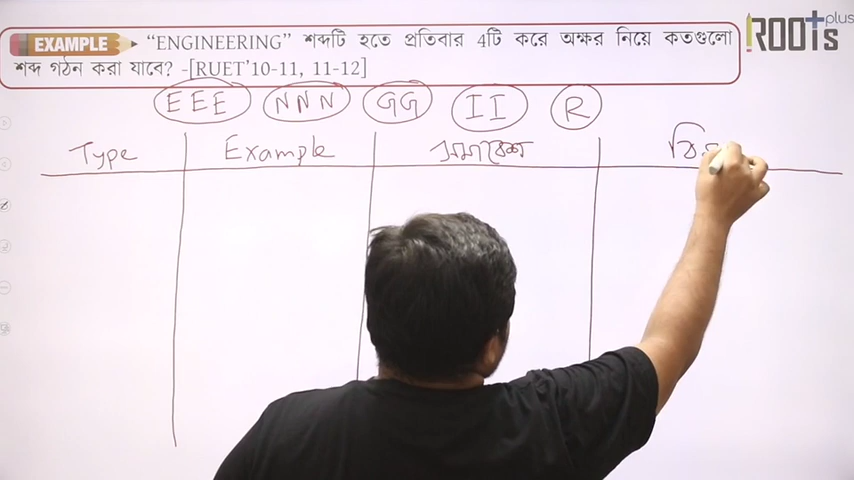 EXAMPLE "ENGINEERING" শব্দটি হতে প্রতিবার 4টি করে অক্ষর নিয়ে কতগুলো
শব্দ গঠন করা যাবে? -[RUET'10-11, 11-12]
ROOTs plus
EEE NNN GG II R
Type Example সমাবেশ